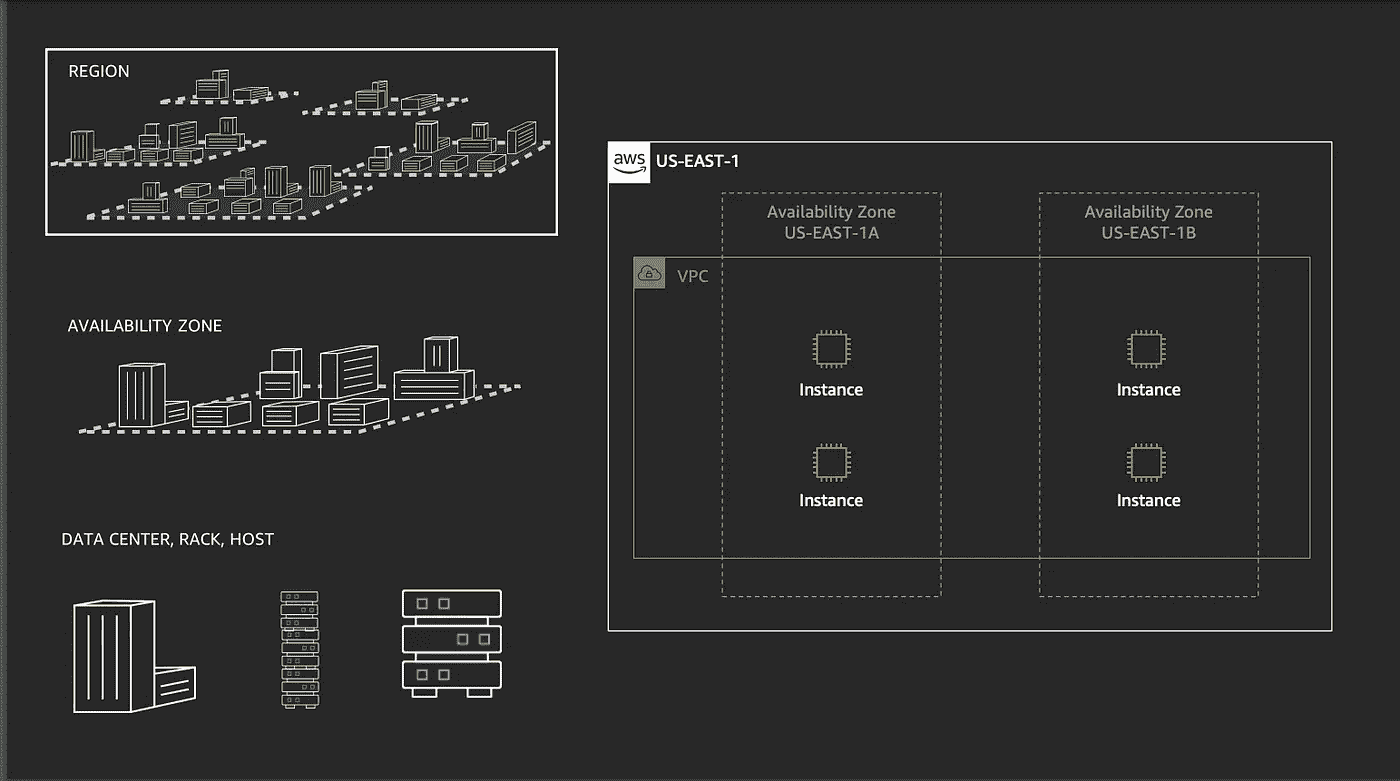 REGION
AVAILABILITY ZONE
DATA CENTER, RACK, HOST
aws US-EAST-1
Availability Zone
US-EAST-1A
Availability Zone
US-EAST-1B
VPC
Instance
Instance
Instance
Instance